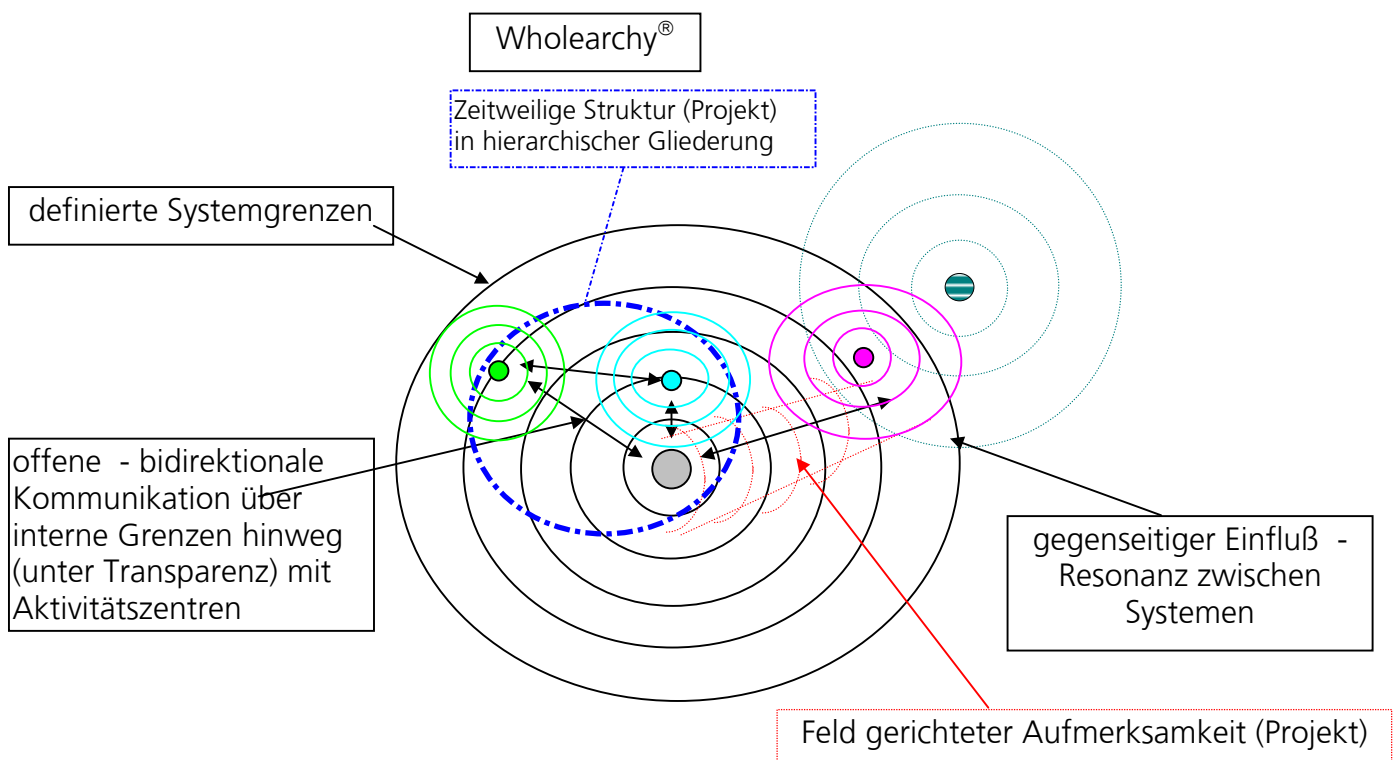 Wholearchy®
Zeitweilige Struktur (Projekt)
in hierarchischer Gliederung
definierte Systemgrenzen
offene - bidirektionale
Kommunikation über
interne Grenzen hinweg
(unter Transparenz) mit
Aktivitätszentren
gegenseitiger Einfluß -
Resonanz zwischen
Systemen
Feld gerichteter Aufmerksamkeit (Projekt)